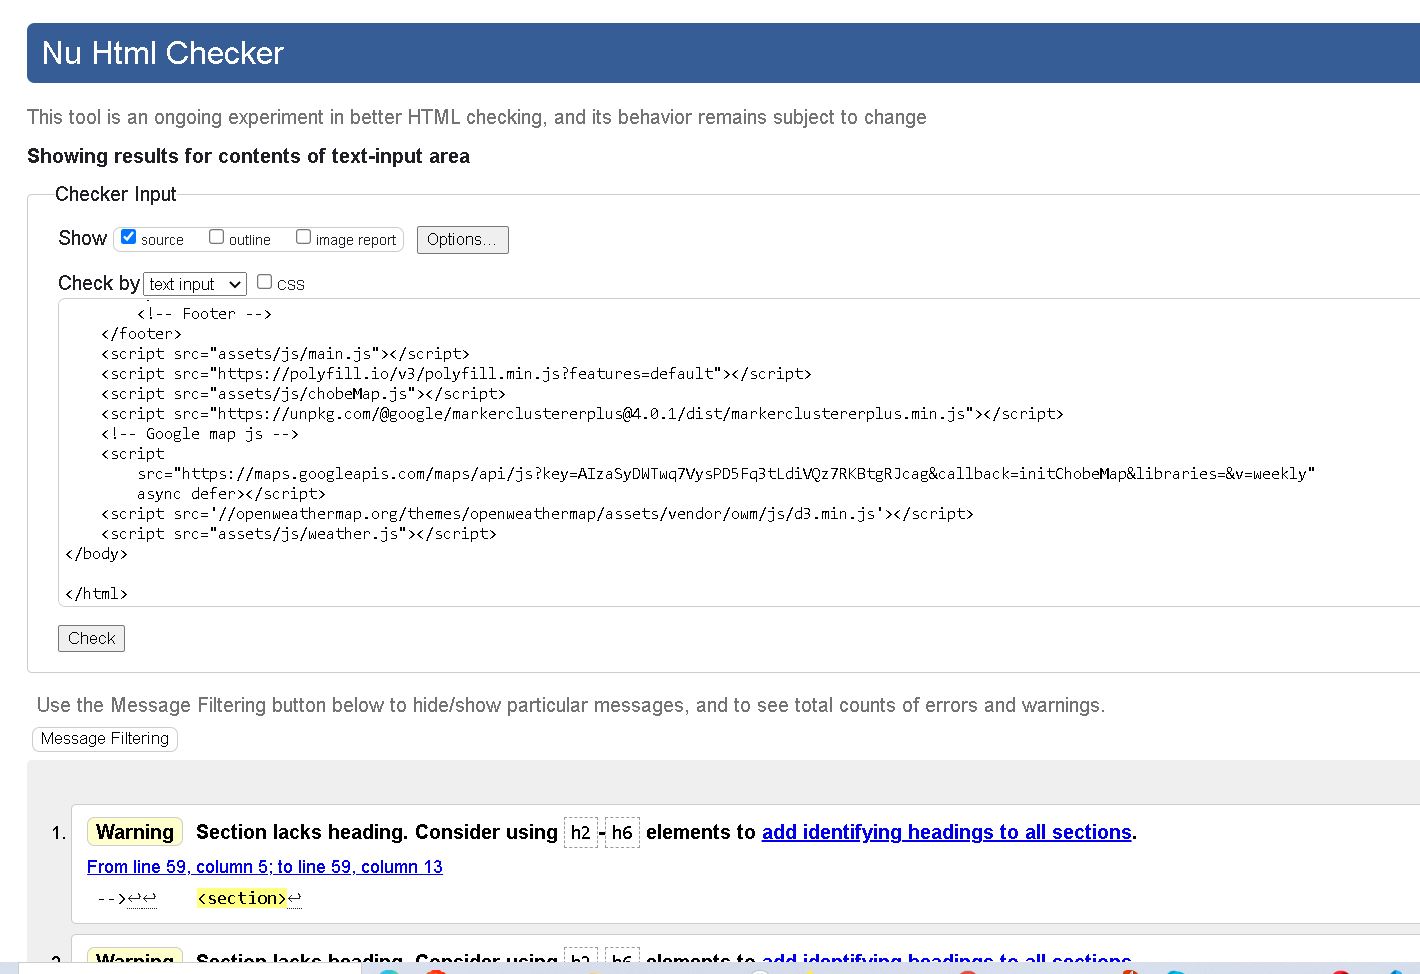 Nu Html Checker
This tool is an ongoing experiment in better HTML checking, and its behavior remains subject to change
Showing results for contents of text-input area
Checker Input
Show source outline image report Options...
Check by text input CSS
<!-- Footer -->
</footer>
<script src="assets/js/main.js"></script>
<script src="https://polyfill.io/v3/polyfill.min.js?features=default"></script>
<script src="assets/js/chobeMap.js"></script>
<script src="https://unpkg.com/@google/markerclustererplus@4.0.1/dist/markerclustererplus.min.js"></script>
<!-- Google map js -->
<script
src="https://maps.googleapis.com/maps/api/js?key=AIzaSyDWTwq7VysPD5Fq3tLdiVQz7RKBtgRJcag&callback=initChobeMap&libraries=&v=weekly"
async defer></script>
<script src='//openweathermap.org/themes/openweathermap/assets/vendor/owm/js/d3.min.js'></script>
<script src="assets/js/weather.js"></script>
</body>
</html>
Check
Use the Message Filtering button below to hide/show particular messages, and to see total counts of errors and warnings.
Message Filtering
1. Warning Section lacks heading. Consider using h2-h6 elements to add identifying headings to all sections.
From line 59, column 5; to line 59, column 13
-->↩↩ <section>↩
2. Warning Section lacks heading. Consider using h2-h6 elements to add identifying headings to all sections.